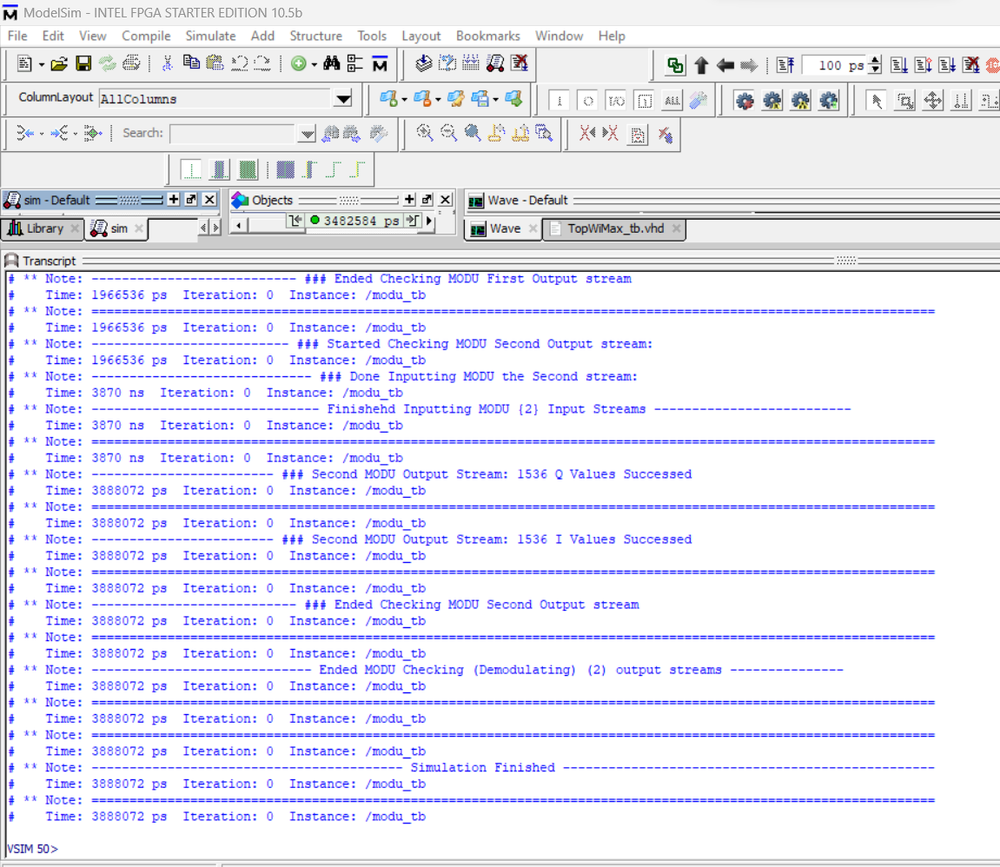 ModelSim - INTEL FPGA STARTER EDITION 10.5b
File Edit View Compile Simulate Add Structure Tools Layout Bookmarks Window Help
100 ps
ColumnLayout AllColumns
ALL
Search:
sim - Default
Objects
Wave - Default
3482584 ps
Library
sim
Wave
TopWiMax_tb.vhd
Transcript
# ** Note: --------------------------- ### Ended Checking MODU First Output stream
#    Time: 1966536 ps  Iteration: 0  Instance: /modu_tb
# ** Note: ===============================================================================================================
#    Time: 1966536 ps  Iteration: 0  Instance: /modu_tb
# ** Note: -------------------------- ### Started Checking MODU Second Output stream:
#    Time: 1966536 ps  Iteration: 0  Instance: /modu_tb
# ** Note: ----------------------------- ### Done Inputting MODU the Second stream:
#    Time: 3870 ns  Iteration: 0  Instance: /modu_tb
# ** Note: ------------------------------ Finishehd Inputting MODU {2} Input Streams --------------------------
#    Time: 3870 ns  Iteration: 0  Instance: /modu_tb
# ** Note: ===============================================================================================================
#    Time: 3870 ns  Iteration: 0  Instance: /modu_tb
# ** Note: ------------------------ ### Second MODU Output Stream: 1536 Q Values Successed
#    Time: 3888072 ps  Iteration: 0  Instance: /modu_tb
# ** Note: ===============================================================================================================
#    Time: 3888072 ps  Iteration: 0  Instance: /modu_tb
# ** Note: ------------------------ ### Second MODU Output Stream: 1536 I Values Successed
#    Time: 3888072 ps  Iteration: 0  Instance: /modu_tb
# ** Note: ===============================================================================================================
#    Time: 3888072 ps  Iteration: 0  Instance: /modu_tb
# ** Note: --------------------------- ### Ended Checking MODU Second Output stream
#    Time: 3888072 ps  Iteration: 0  Instance: /modu_tb
# ** Note: ===============================================================================================================
#    Time: 3888072 ps  Iteration: 0  Instance: /modu_tb
# ** Note: ----------------------------- Ended MODU Checking (Demodulating) (2) output streams ---------------
#    Time: 3888072 ps  Iteration: 0  Instance: /modu_tb
# ** Note: ===============================================================================================================
#    Time: 3888072 ps  Iteration: 0  Instance: /modu_tb
# ** Note: ===============================================================================================================
#    Time: 3888072 ps  Iteration: 0  Instance: /modu_tb
# ** Note: ----------------------------------------- Simulation Finished -------------------------------------------------
#    Time: 3888072 ps  Iteration: 0  Instance: /modu_tb
# ** Note: ===============================================================================================================
#    Time: 3888072 ps  Iteration: 0  Instance: /modu_tb
VSIM 50>